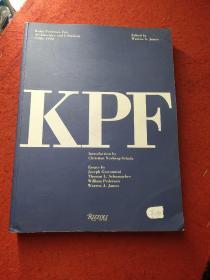 Kohn Pedersen Fox
Architecture and Urbanism
1986-1992
Edited by
Warren A. James
KPF
Introduction by
Christian Norberg-Schulz
Essays by
Joseph Giovannini
Thomas L. Schumacher
William Pedersen
Warren A. James
RIZZOLI